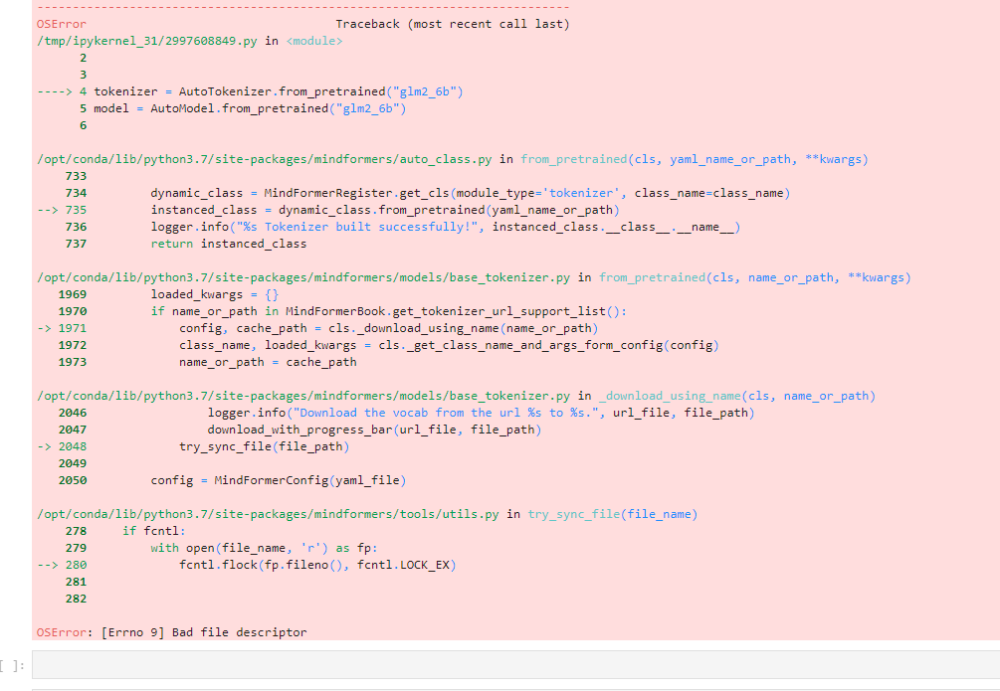 ---------------------------------------------------------------------------
OSError                                   Traceback (most recent call last)
/tmp/ipykernel_31/2997608849.py in <module>
      2
      3
----> 4 tokenizer = AutoTokenizer.from_pretrained("glm2_6b")
      5 model = AutoModel.from_pretrained("glm2_6b")
      6

/opt/conda/lib/python3.7/site-packages/mindformers/auto_class.py in from_pretrained(cls, yaml_name_or_path, **kwargs)
    733
    734         dynamic_class = MindFormerRegister.get_cls(module_type='tokenizer', class_name=class_name)
--> 735         instanced_class = dynamic_class.from_pretrained(yaml_name_or_path)
    736         logger.info("%s Tokenizer built successfully!", instanced_class.__class__.__name__)
    737         return instanced_class

/opt/conda/lib/python3.7/site-packages/mindformers/models/base_tokenizer.py in from_pretrained(cls, name_or_path, **kwargs)
   1969         loaded_kwargs = {}
   1970         if name_or_path in MindFormerBook.get_tokenizer_url_support_list():
-> 1971             config, cache_path = cls._download_using_name(name_or_path)
   1972             class_name, loaded_kwargs = cls._get_class_name_and_args_form_config(config)
   1973             name_or_path = cache_path

/opt/conda/lib/python3.7/site-packages/mindformers/models/base_tokenizer.py in _download_using_name(cls, name_or_path)
   2046                 logger.info("Download the vocab from the url %s to %s.", url_file, file_path)
   2047                 download_with_progress_bar(url_file, file_path)
-> 2048             try_sync_file(file_path)
   2049
   2050         config = MindFormerConfig(yaml_file)

/opt/conda/lib/python3.7/site-packages/mindformers/tools/utils.py in try_sync_file(file_name)
    278     if fcntl:
    279         with open(file_name, 'r') as fp:
--> 280             fcntl.flock(fp.fileno(), fcntl.LOCK_EX)
    281
    282

OSError: [Errno 9] Bad file descriptor
[ ]: